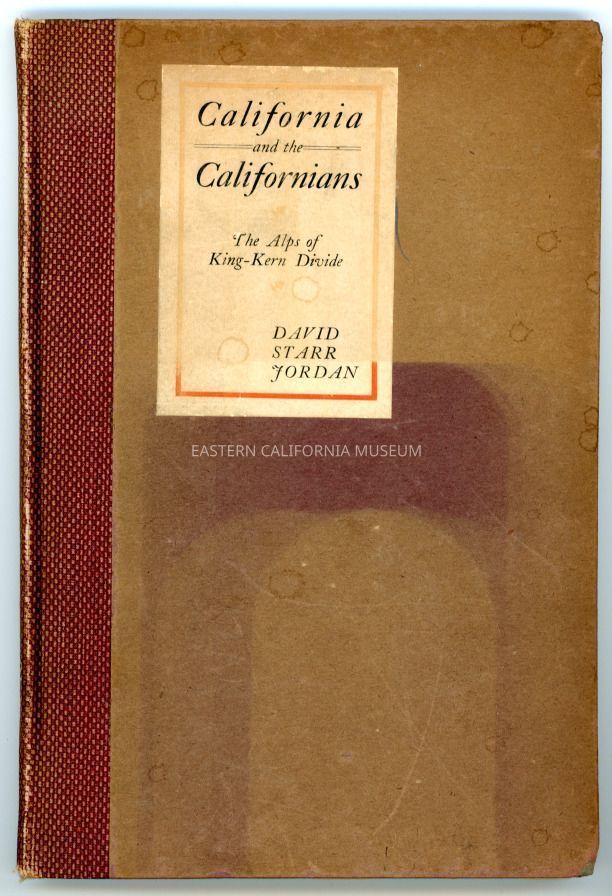 California
and the
Californians
The Alps of
King-Kern Divide
DAVID
STARR
JORDAN
EASTERN CALIFORNIA MUSEUM